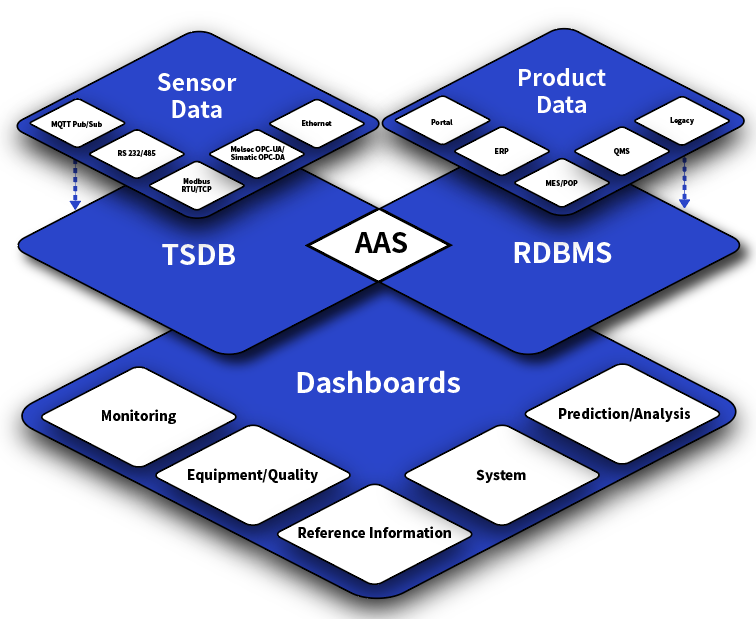 Sensor
Data
MQTT Pub/Sub
RS 232/485
Modbus
RTU/TCP
Melsec OPC-UA/
Simatic OPC-DA
Ethernet
Product
Data
Portal
ERP
MES/POP
QMS
Legacy
TSDB
AAS
RDBMS
Dashboards
Monitoring
Equipment/Quality
Reference Information
System
Prediction/Analysis